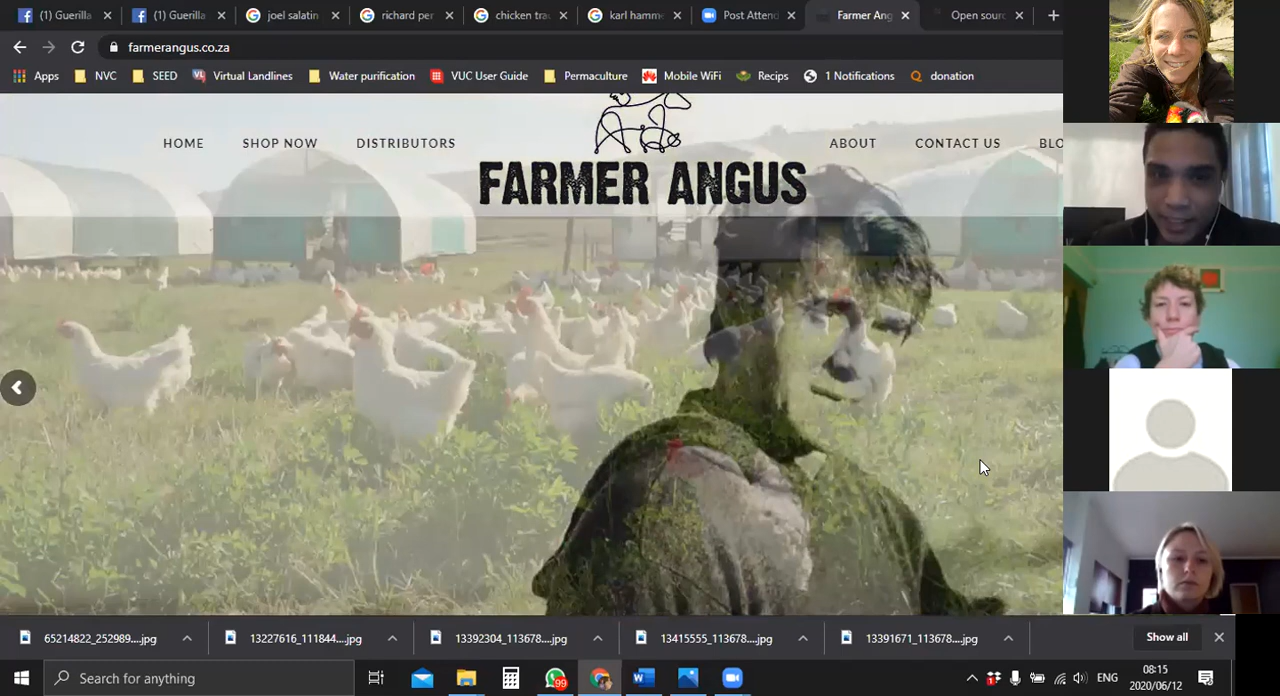 (1) Guerilla
(1) Guerilla
joel salatin
richard per
chicken tra
karl hamme
Post Attend
Farmer Ang
Open sourc
farmerangus.co.za
Apps NVC SEED Virtual Landlines Water purification VUC User Guide Permaculture Mobile WiFi Recips 1 Notifications donation
HOME SHOP NOW DISTRIBUTORS ABOUT CONTACT US BLO
FARMER ANGUS
65214822_252989....jpg 13227616_111844....jpg 13392304_113678....jpg 13415555_113678....jpg 13391671_113678....jpg Show all
Search for anything
99
ENG
08:15
2020/06/12